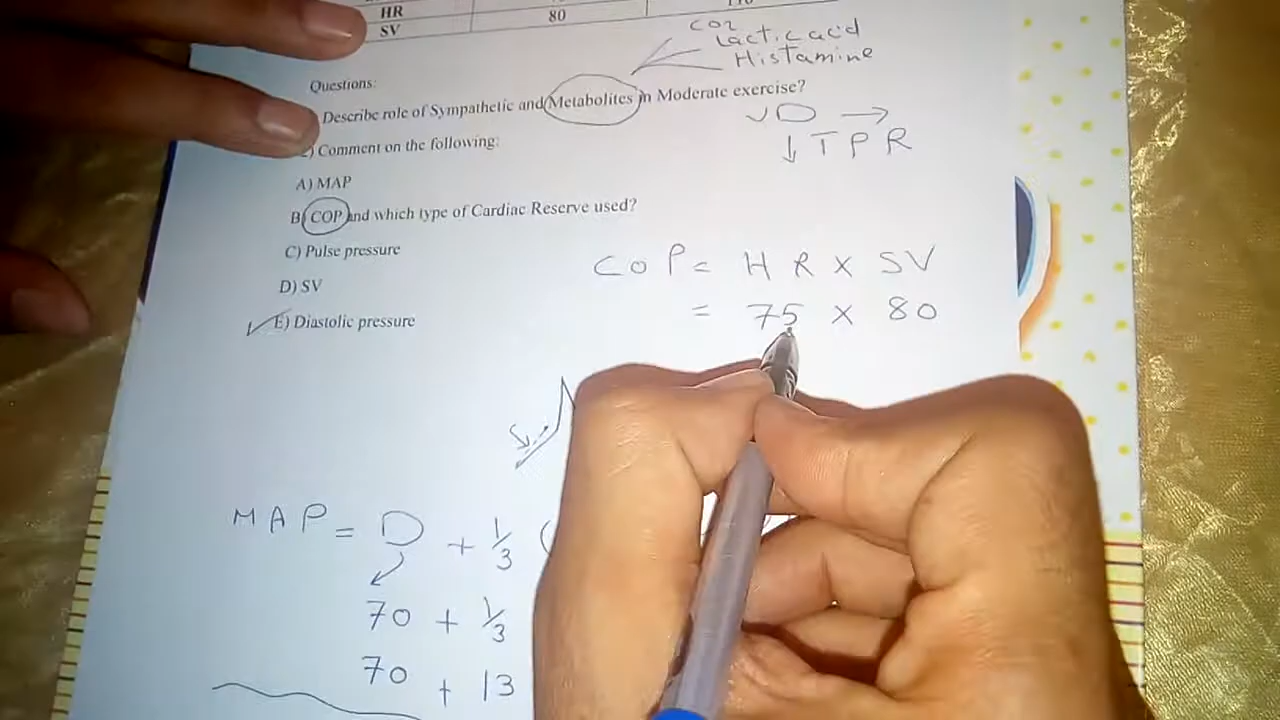 HR
SV 80
CO2
Lactic acid
Histamine
Questions:
Describe role of Sympathetic and Metabolites in Moderate exercise?
VD →
↓ T P R
) Comment on the following:
A) MAP
B) COP and which type of Cardiac Reserve used?
C) Pulse pressure
COP = HR X SV
D) SV
= 75 X 80
E) Diastolic pressure
MAP = D + 1/3 (
70 + 1/3
70 + 13